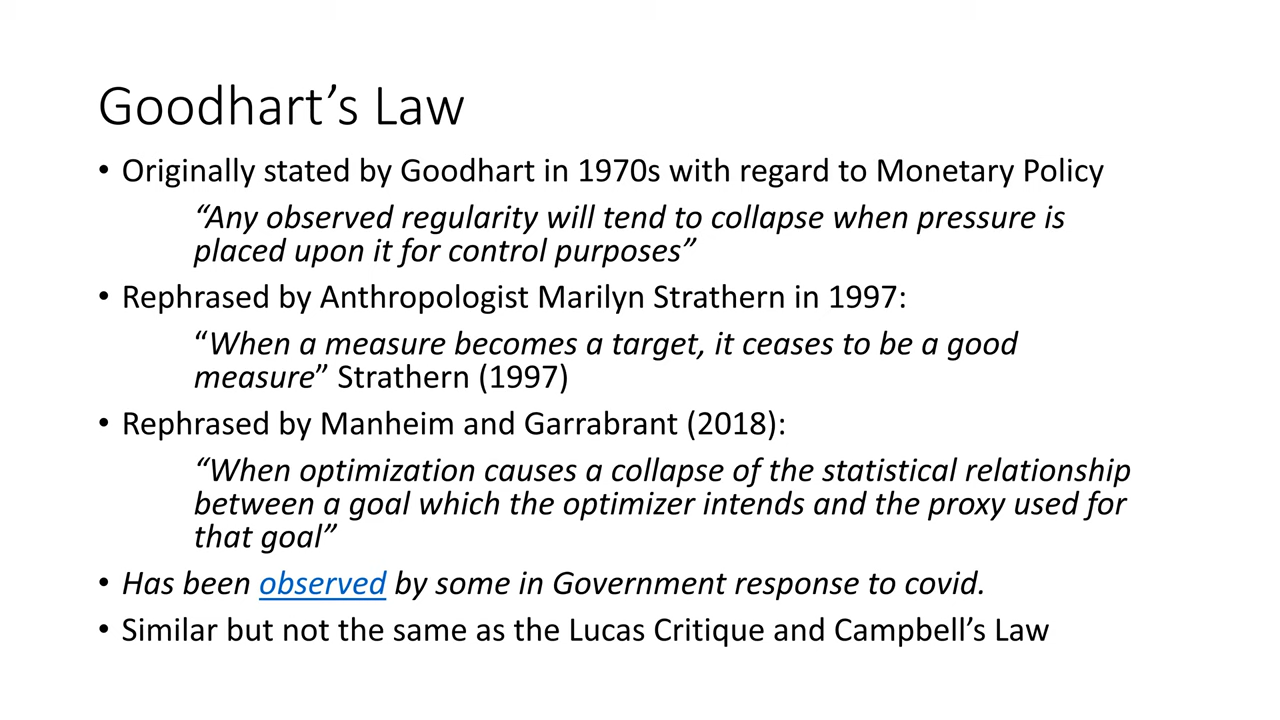 Goodhart’s Law
• Originally stated by Goodhart in 1970s with regard to Monetary Policy
“Any observed regularity will tend to collapse when pressure is
placed upon it for control purposes”
• Rephrased by Anthropologist Marilyn Strathern in 1997:
“When a measure becomes a target, it ceases to be a good
measure” Strathern (1997)
• Rephrased by Manheim and Garrabrant (2018):
“When optimization causes a collapse of the statistical relationship
between a goal which the optimizer intends and the proxy used for
that goal”
• Has been observed by some in Government response to covid.
• Similar but not the same as the Lucas Critique and Campbell’s Law